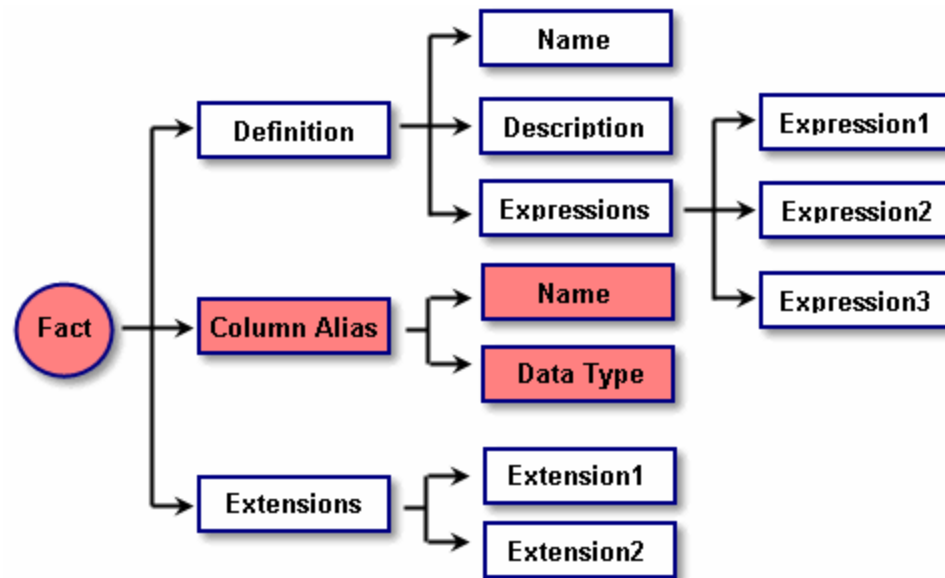 Name
Definition
Description
Expression1
Expressions
Expression2
Fact
Column Alias
Name
Expression3
Data Type
Extensions
Extension1
Extension2